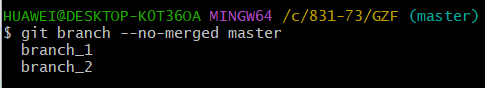 HUAWEI@DESKTOP-KOT36OA MINGW64 /c/831-73/GZF (master)
$ git branch --no-merged master
  branch_1
  branch_2